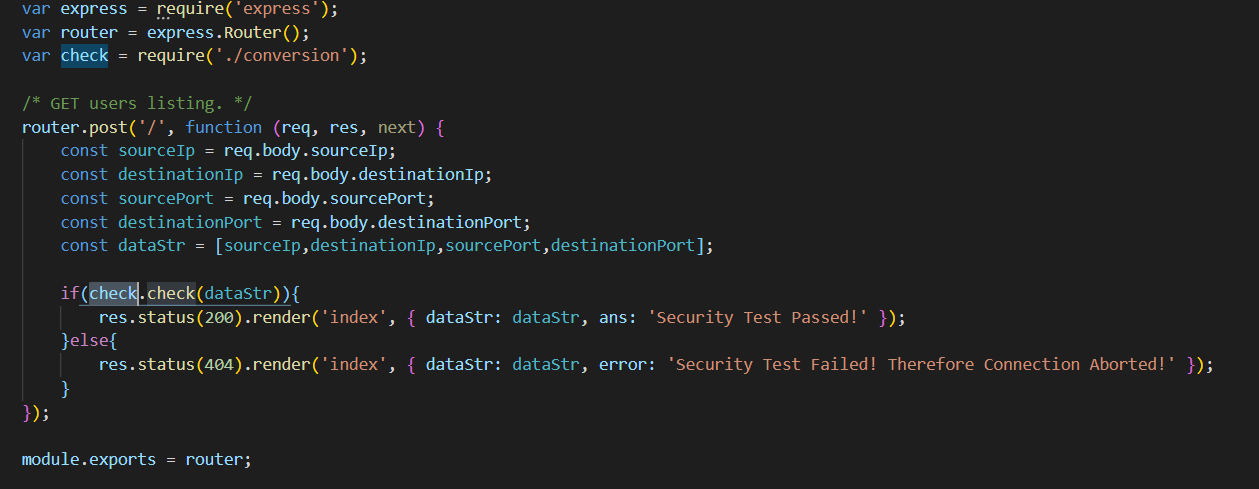 var express = require('express');
var router = express.Router();
var check = require('./conversion');
/* GET users listing. */
router.post('/', function (req, res, next) {
const sourceIp = req.body.sourceIp;
const destinationIp = req.body.destinationIp;
const sourcePort = req.body.sourcePort;
const destinationPort = req.body.destinationPort;
const dataStr = [sourceIp,destinationIp,sourcePort,destinationPort];
if(check.check(dataStr)){
res.status(200).render('index', { dataStr: dataStr, ans: 'Security Test Passed!' });
}else{
res.status(404).render('index', { dataStr: dataStr, error: 'Security Test Failed! Therefore Connection Aborted!' });
}
});
module.exports = router;